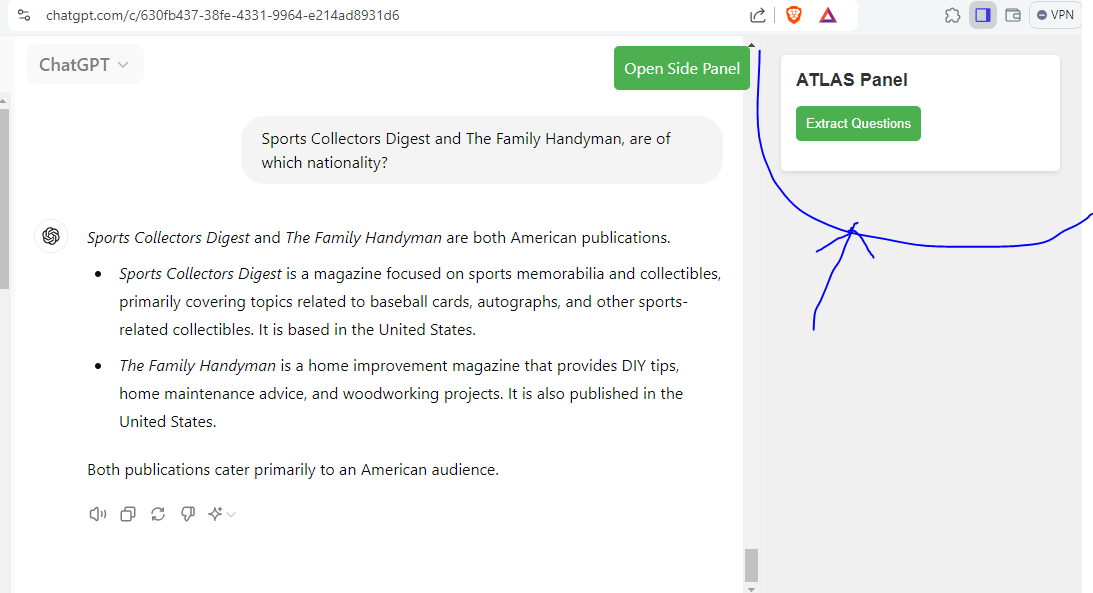 chatgpt.com/c/630fb437-38fe-4331-9964-e214ad8931d6
VPN
ChatGPT
Open Side Panel
ATLAS Panel
Extract Questions
Sports Collectors Digest and The Family Handyman, are of
which nationality?
Sports Collectors Digest and The Family Handyman are both American publications.
Sports Collectors Digest is a magazine focused on sports memorabilia and collectibles,
primarily covering topics related to baseball cards, autographs, and other sports-
related collectibles. It is based in the United States.
The Family Handyman is a home improvement magazine that provides DIY tips,
home maintenance advice, and woodworking projects. It is also published in the
United States.
Both publications cater primarily to an American audience.